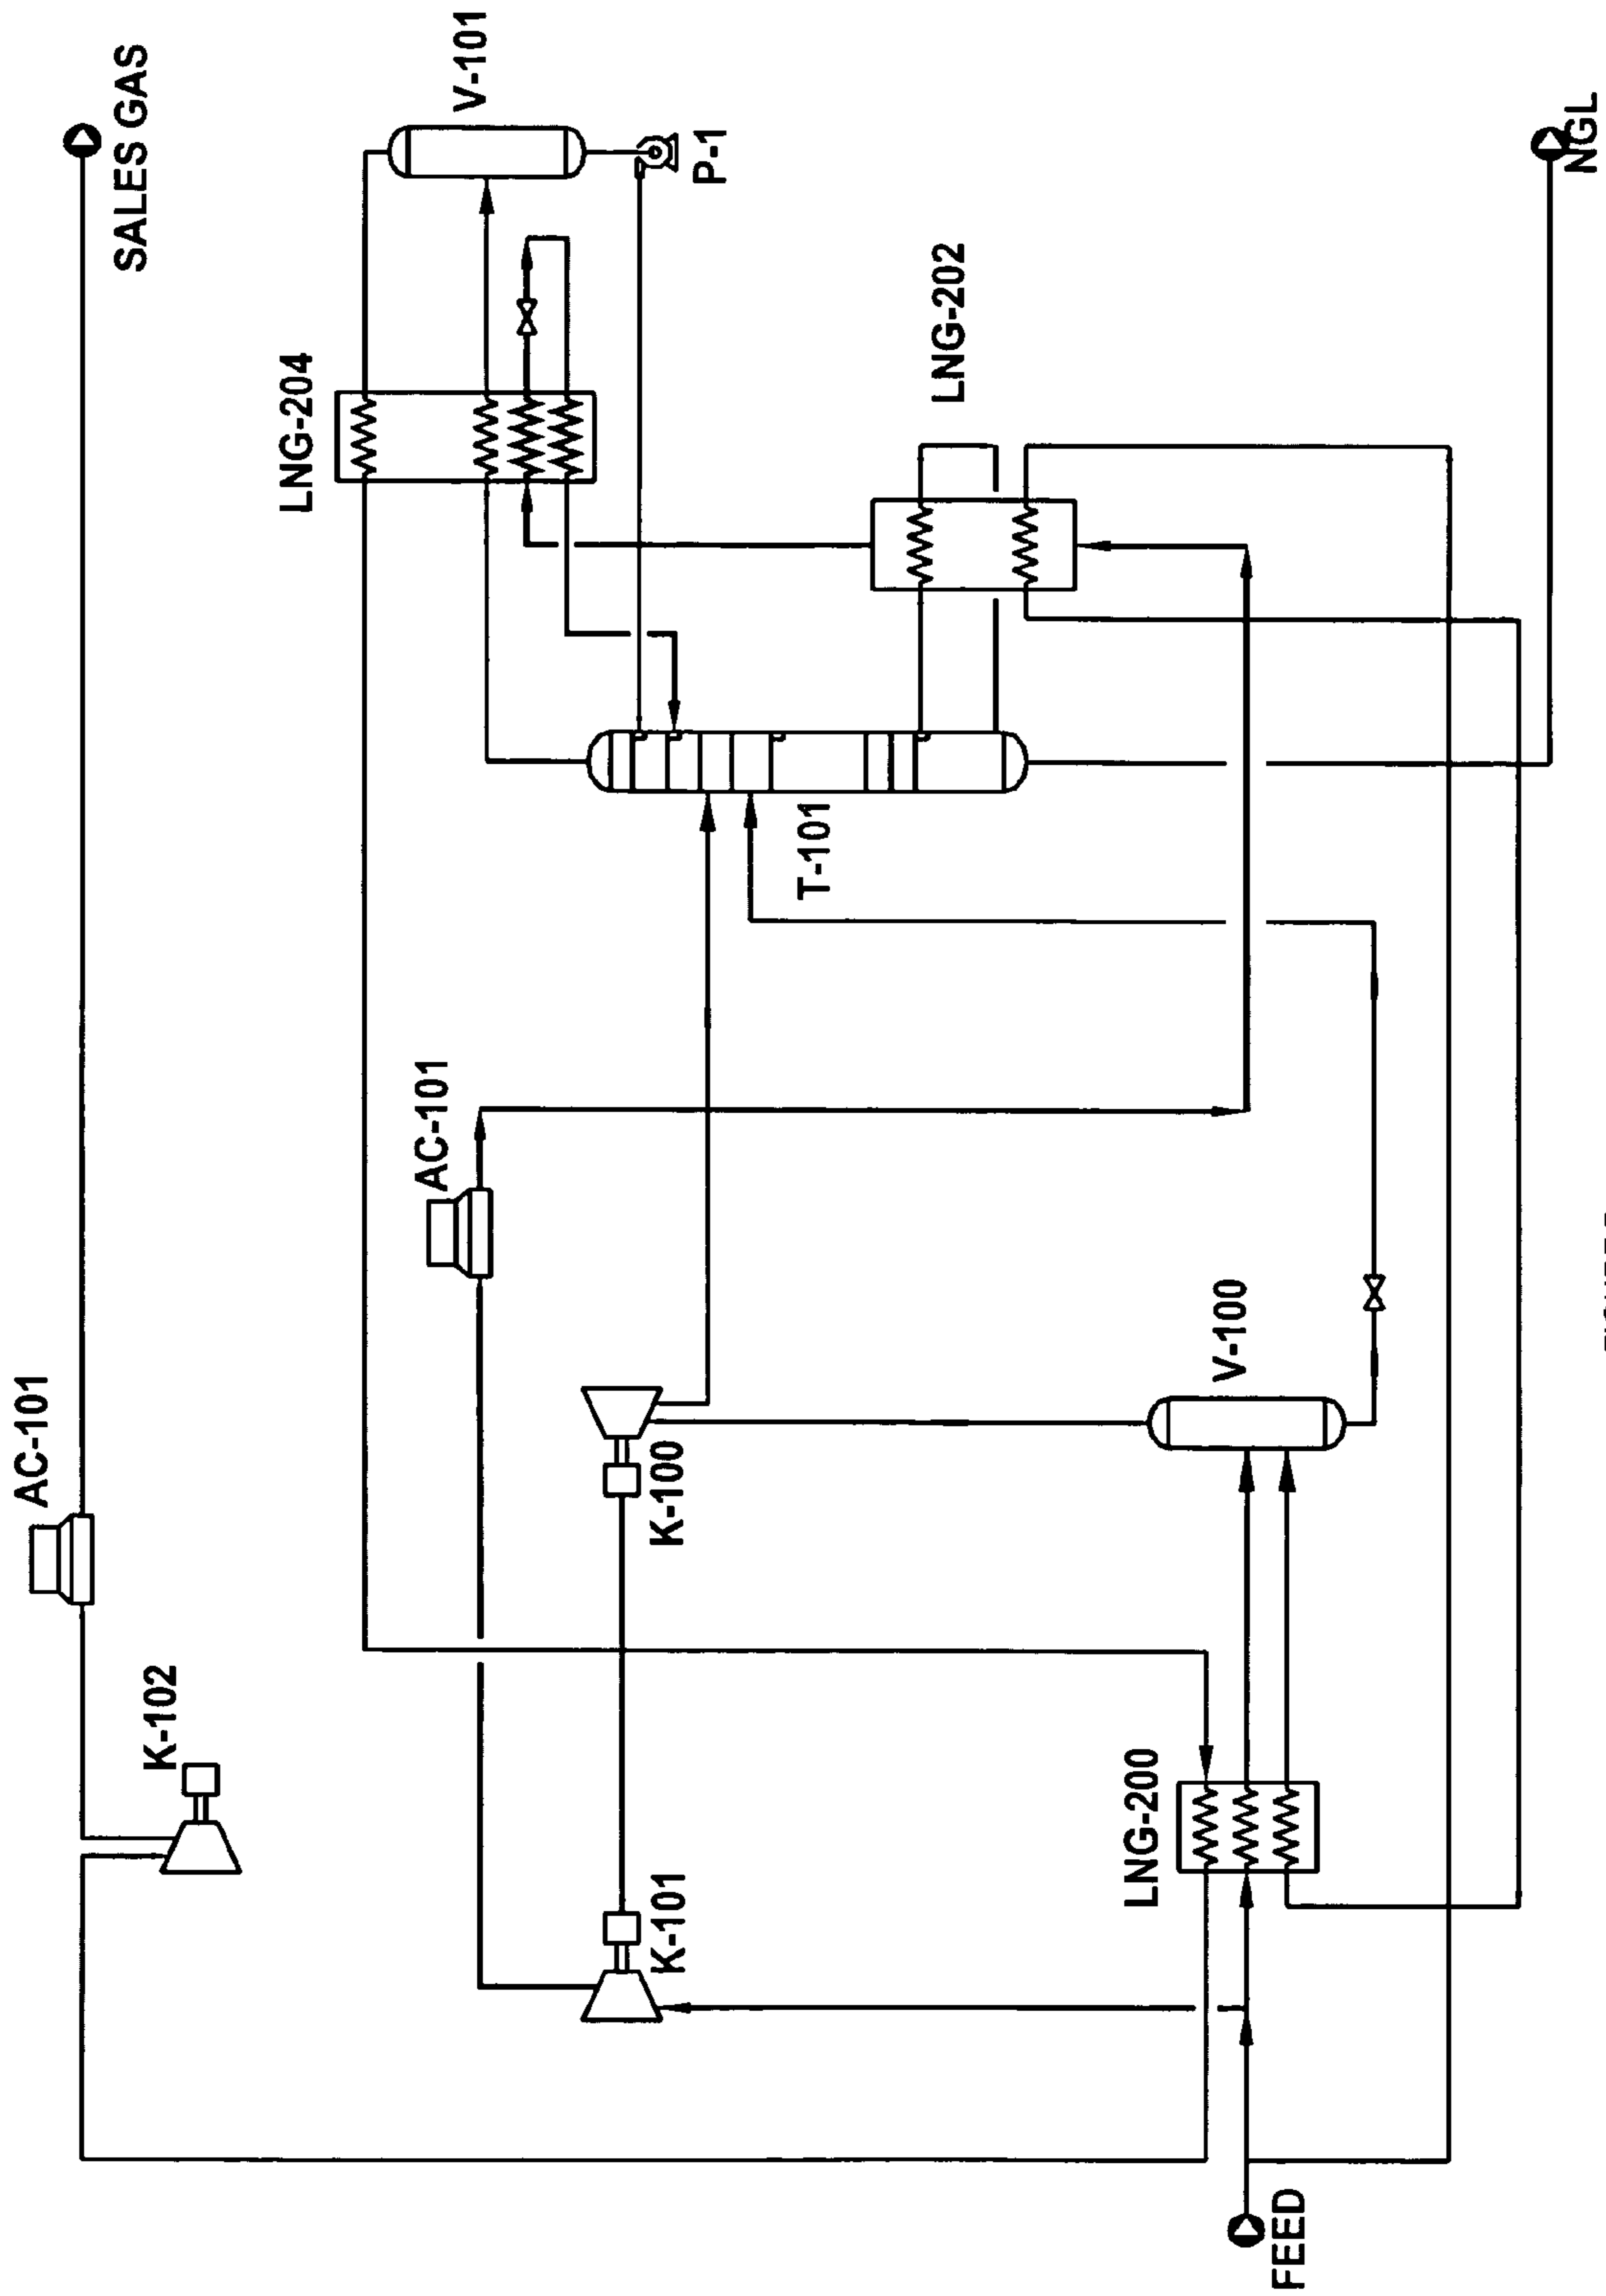 SALES GAS
V-101
P-1
LNG-204
LNG-202
NGL
T-101
AC-101
AC-101
V-100
K-100
K-102
K-101
LNG-200
FEED